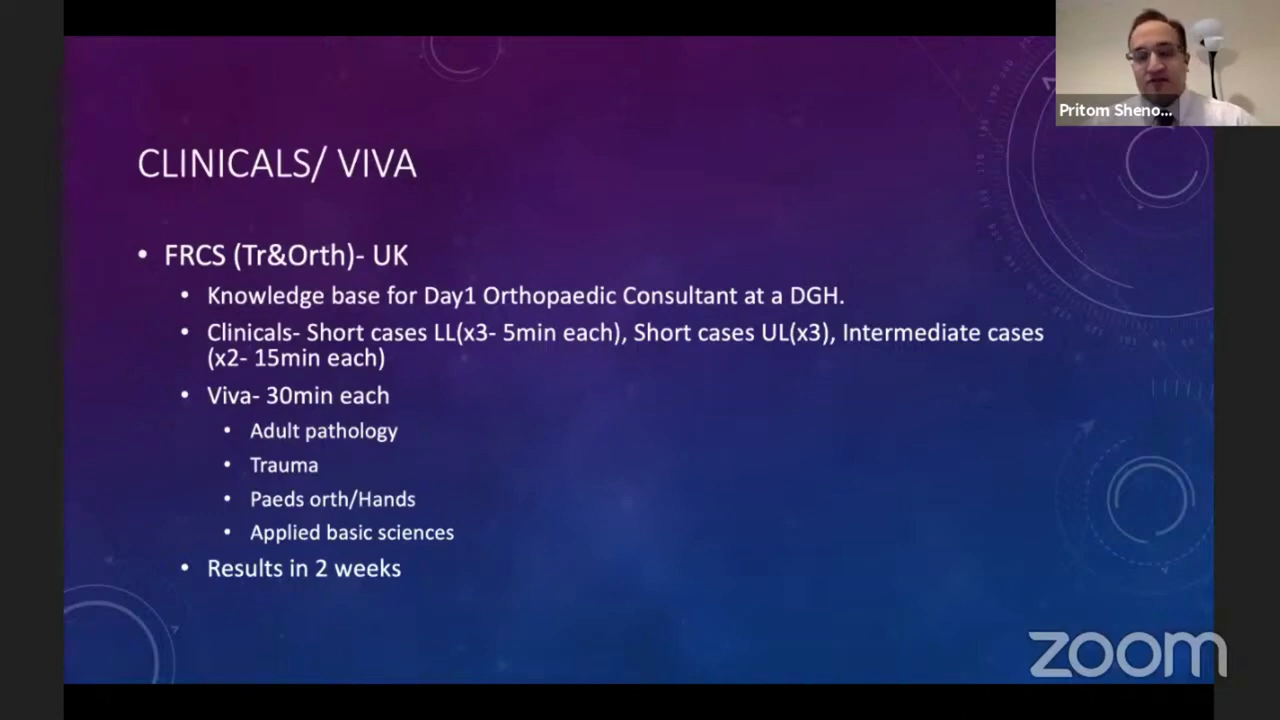 Pritom Sheno...
CLINICALS/ VIVA
• FRCS (Tr&Orth)- UK
• Knowledge base for Day1 Orthopaedic Consultant at a DGH.
• Clinicals- Short cases LL(x3- 5min each), Short cases UL(x3), Intermediate cases
(x2- 15min each)
• Viva- 30min each
• Adult pathology
• Trauma
• Paeds orth/Hands
• Applied basic sciences
• Results in 2 weeks
zoom